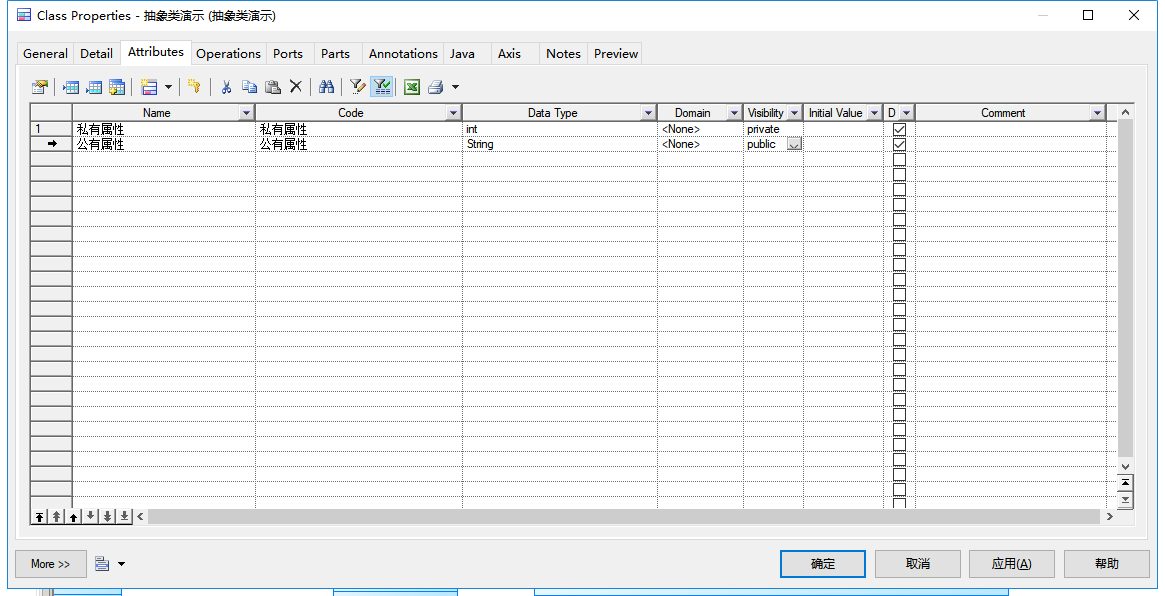 Class Properties - 抽象类演示 (抽象类演示)
General Detail Attributes Operations Ports Parts Annotations Java Axis Notes Preview
Name Code Data Type Domain Visibility Initial Value D Comment
1 私有属性 私有属性 int <None> private
公有属性 公有属性 String <None> public
More >> 确定 取消 应用(A) 帮助